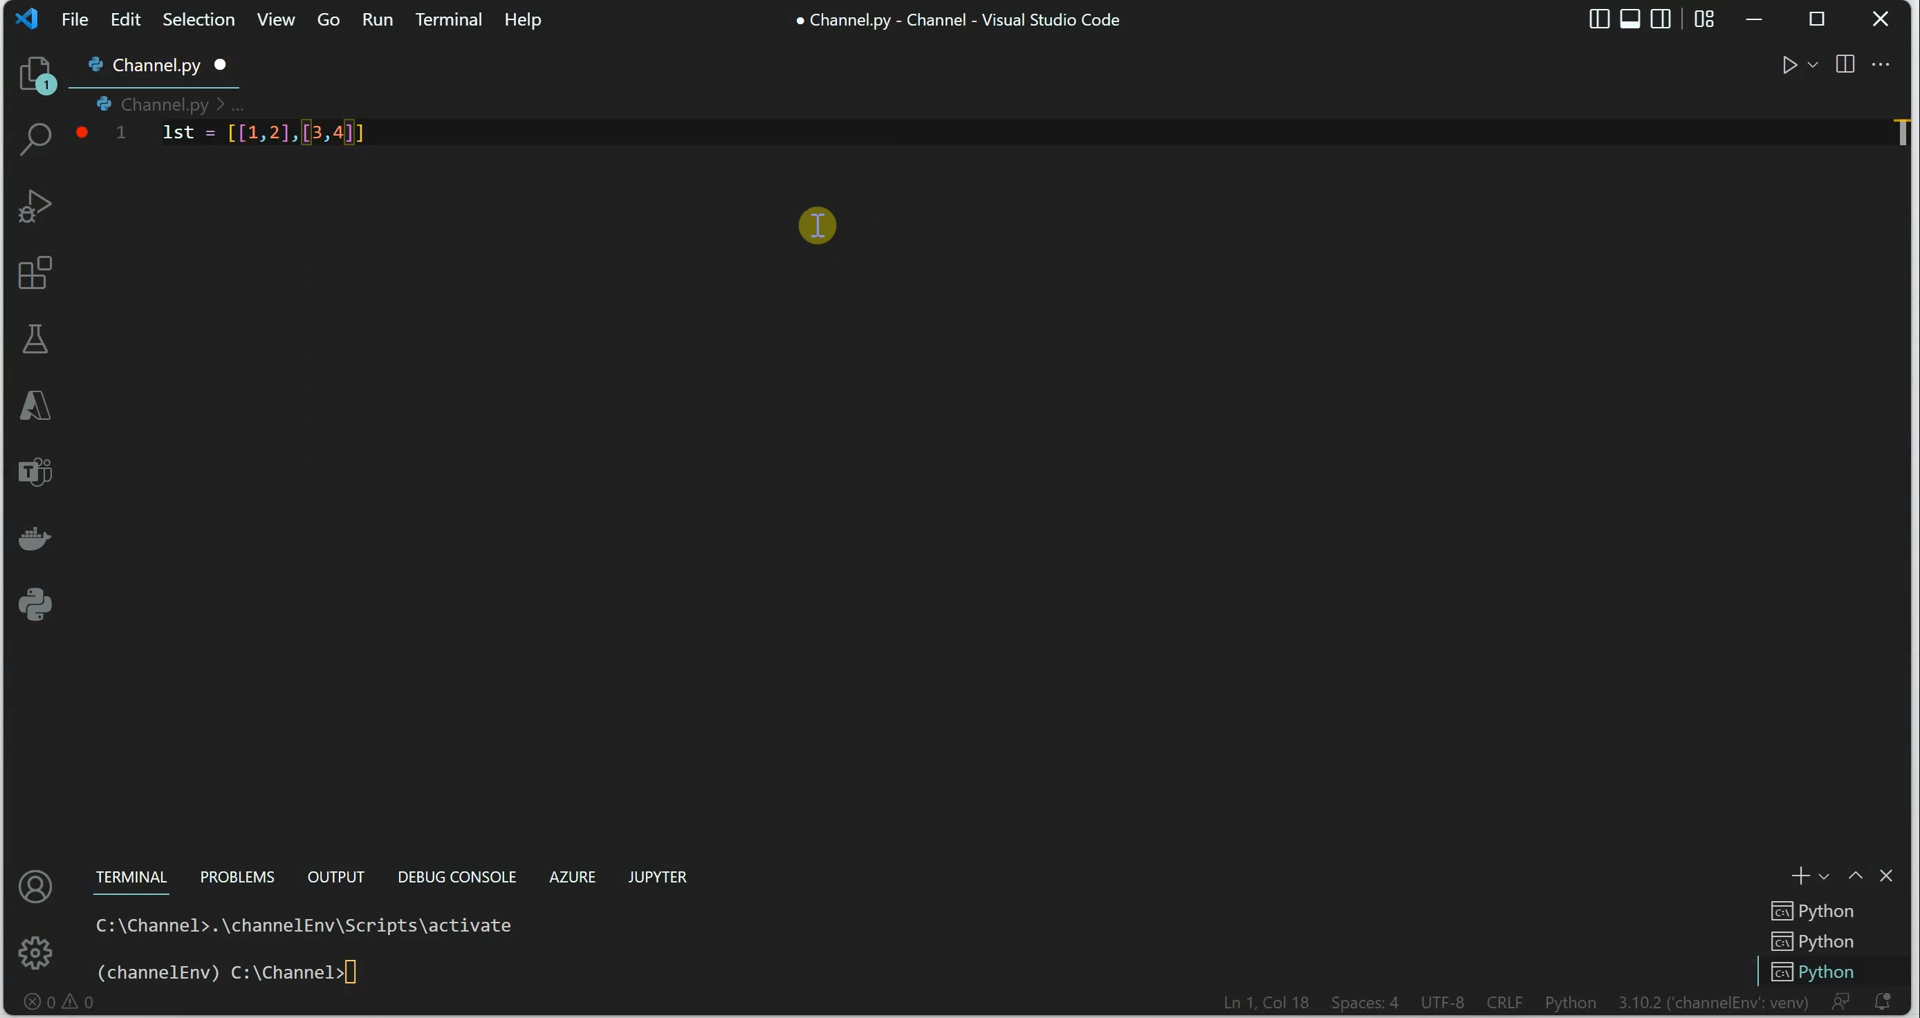 File Edit Selection View Go Run Terminal Help
● Channel.py - Channel - Visual Studio Code
1
Channel.py
Channel.py > ...
1 lst = [[1,2],[3,4]]
TERMINAL PROBLEMS OUTPUT DEBUG CONSOLE AZURE JUPYTER
C:\Channel>.\channelEnv\Scripts\activate
(channelEnv) C:\Channel>
Python
Python
Python
0 0
Ln 1, Col 18 Spaces: 4 UTF-8 CRLF Python 3.10.2 ('channelEnv': venv)